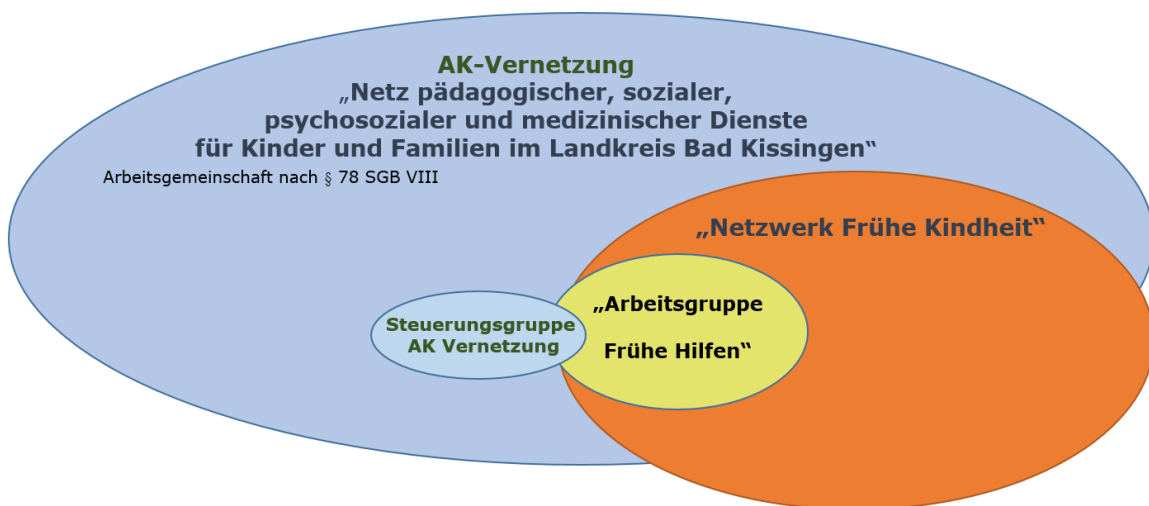 AK-Vernetzung
„Netz pädagogischer, sozialer,
psychosozialer und medizinischer Dienste
für Kinder und Familien im Landkreis Bad Kissingen“
Arbeitsgemeinschaft nach § 78 SGB VIII
„Netzwerk Frühe Kindheit“
„Arbeitsgruppe
Frühe Hilfen“
Steuerungsgruppe
AK Vernetzung